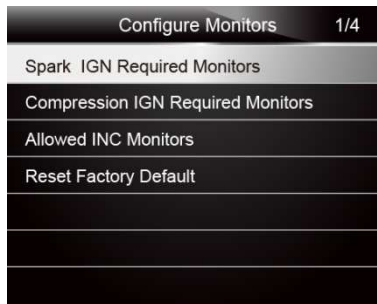 Configure Monitors 1/4
Spark IGN Required Monitors
Compression IGN Required Monitors
Allowed INC Monitors
Reset Factory Default